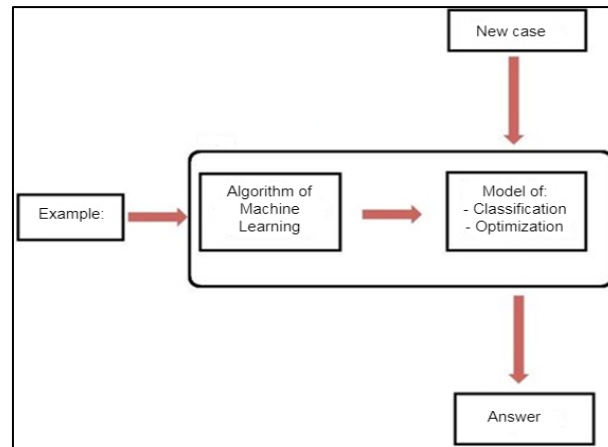 New case
Example:
Algorithm of
Machine
Learning
Model of:
- Classification
- Optimization
Answer